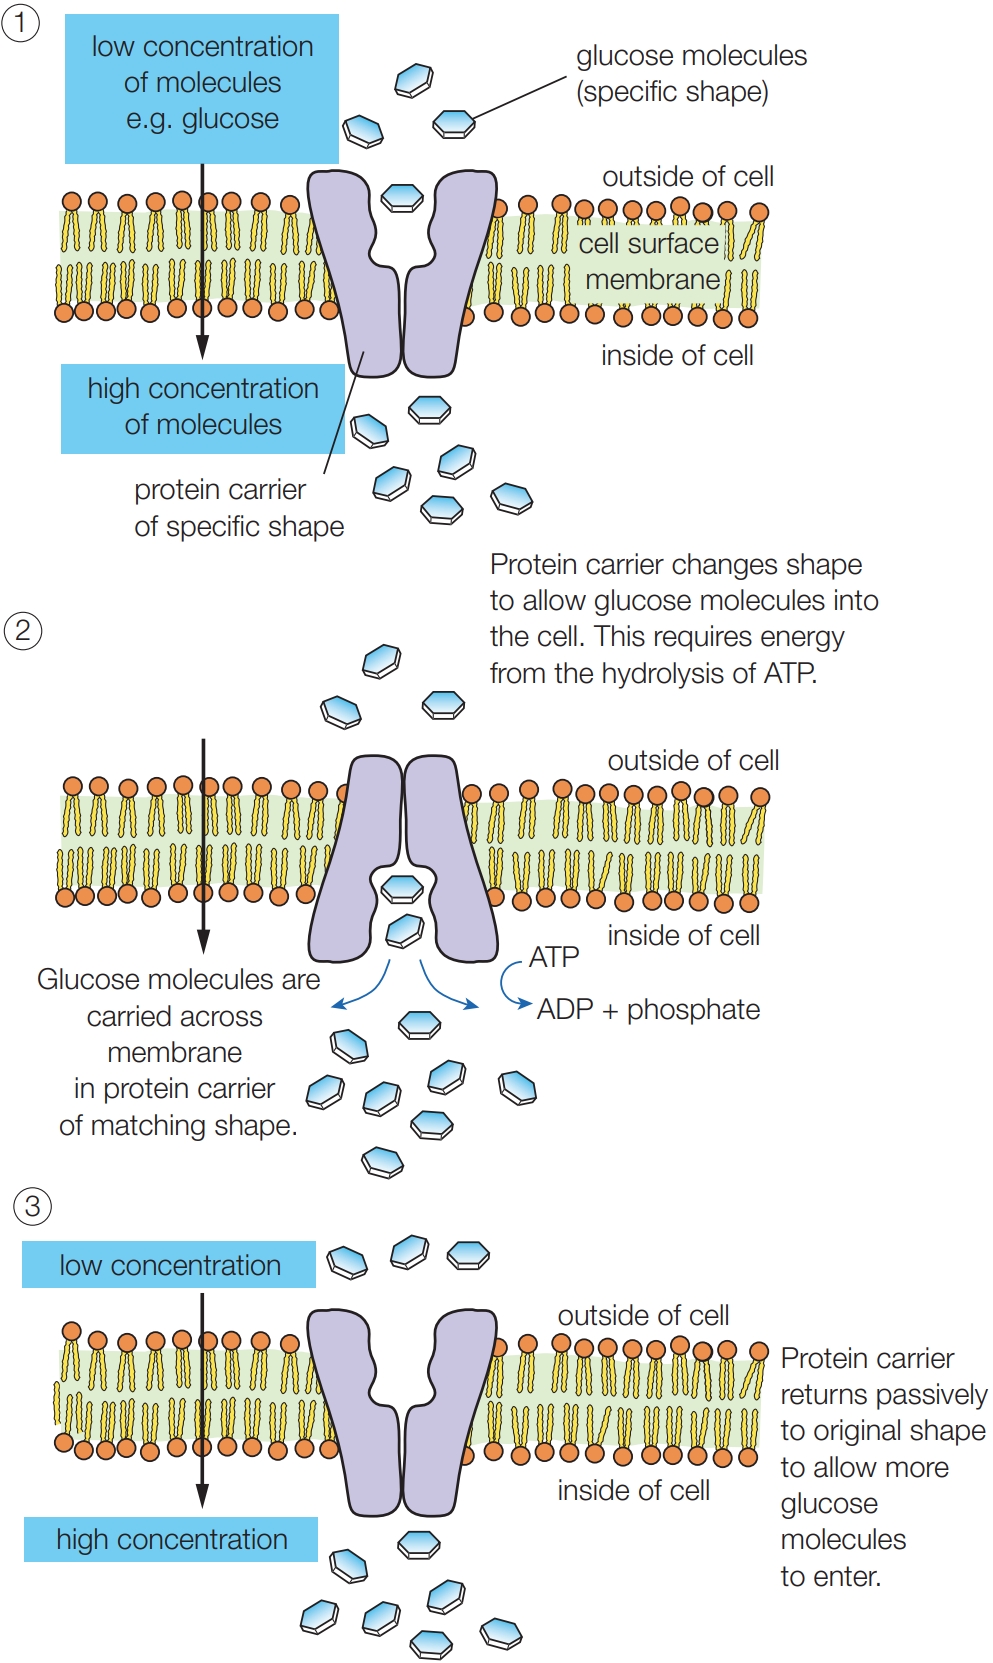 1
low concentration
of molecules
e.g. glucose
glucose molecules
(specific shape)
outside of cell
cell surface
membrane
inside of cell
high concentration
of molecules
protein carrier
of specific shape
Protein carrier changes shape
to allow glucose molecules into
the cell. This requires energy
from the hydrolysis of ATP.
2
outside of cell
inside of cell
ATP
ADP + phosphate
Glucose molecules are
carried across
membrane
in protein carrier
of matching shape.
3
low concentration
outside of cell
Protein carrier
returns passively
to original shape
to allow more
glucose
molecules
to enter.
inside of cell
high concentration